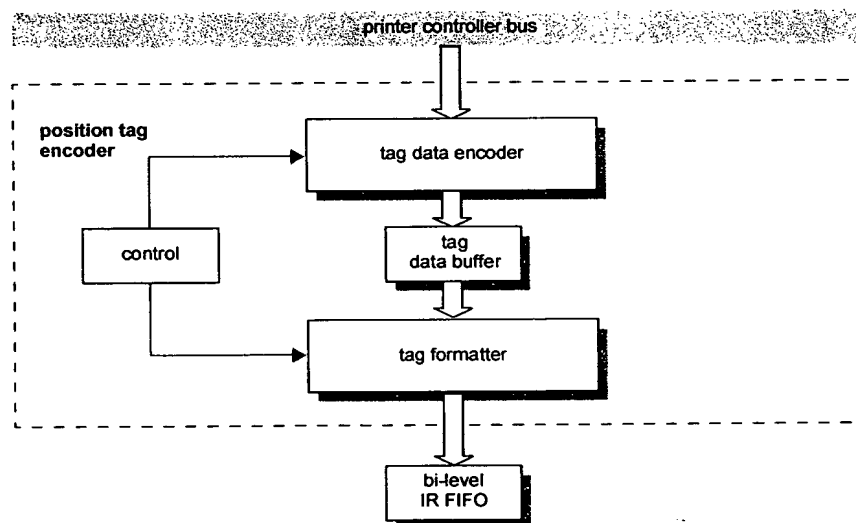 printer controller bus
position tag
encoder
tag data encoder
control
tag
data buffer
tag formatter
bi-level
IR FIFO